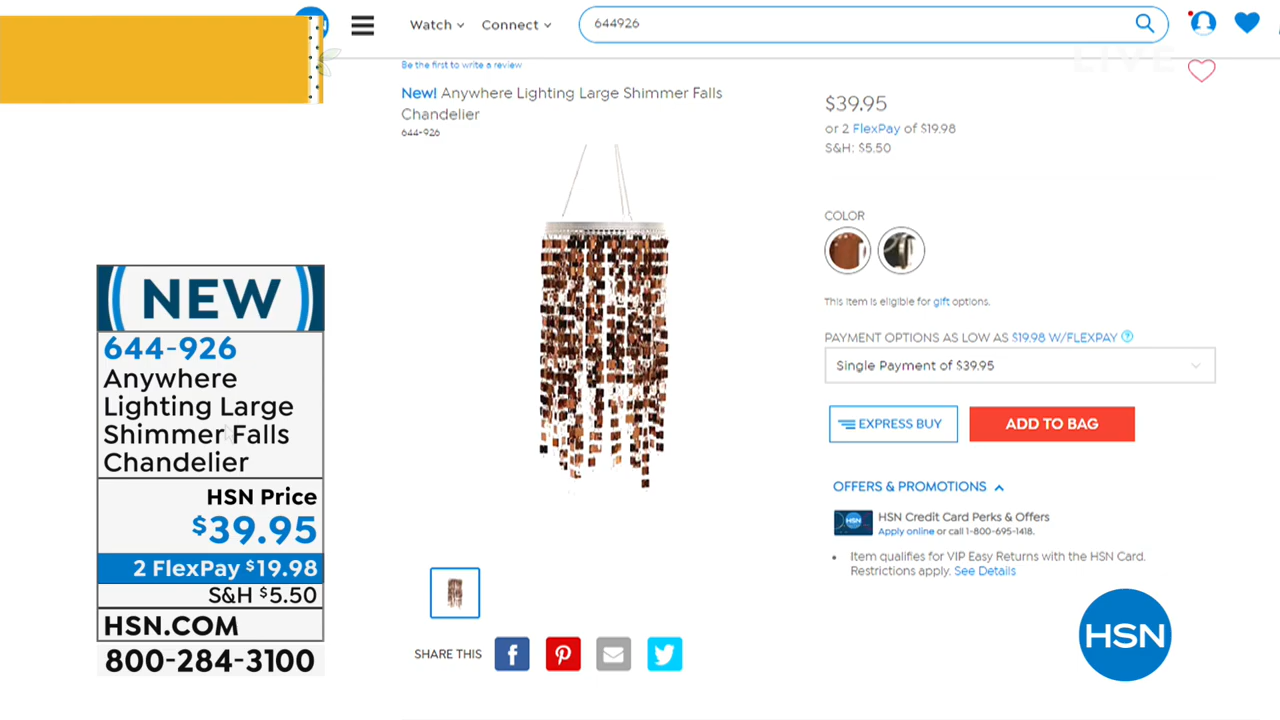 Watch
Connect
644926
LIVE
Be the first to write a review
New! Anywhere Lighting Large Shimmer Falls
Chandelier
644-926
$39.95
or 2 FlexPay of $19.98
S&H: $5.50
COLOR
This item is eligible for gift options.
PAYMENT OPTIONS AS LOW AS $19.98 W/FLEXPAY ?
Single Payment of $39.95
EXPRESS BUY
ADD TO BAG
OFFERS & PROMOTIONS
HSN
HSN Credit Card Perks & Offers
Apply online or call 1-800-695-1418.
• Item qualifies for VIP Easy Returns with the HSN Card.
Restrictions apply. See Details
SHARE THIS
NEW
644-926
Anywhere
Lighting Large
Shimmer Falls
Chandelier
HSN Price
$39.95
2 FlexPay $19.98
S&H $5.50
HSN.COM
800-284-3100
HSN